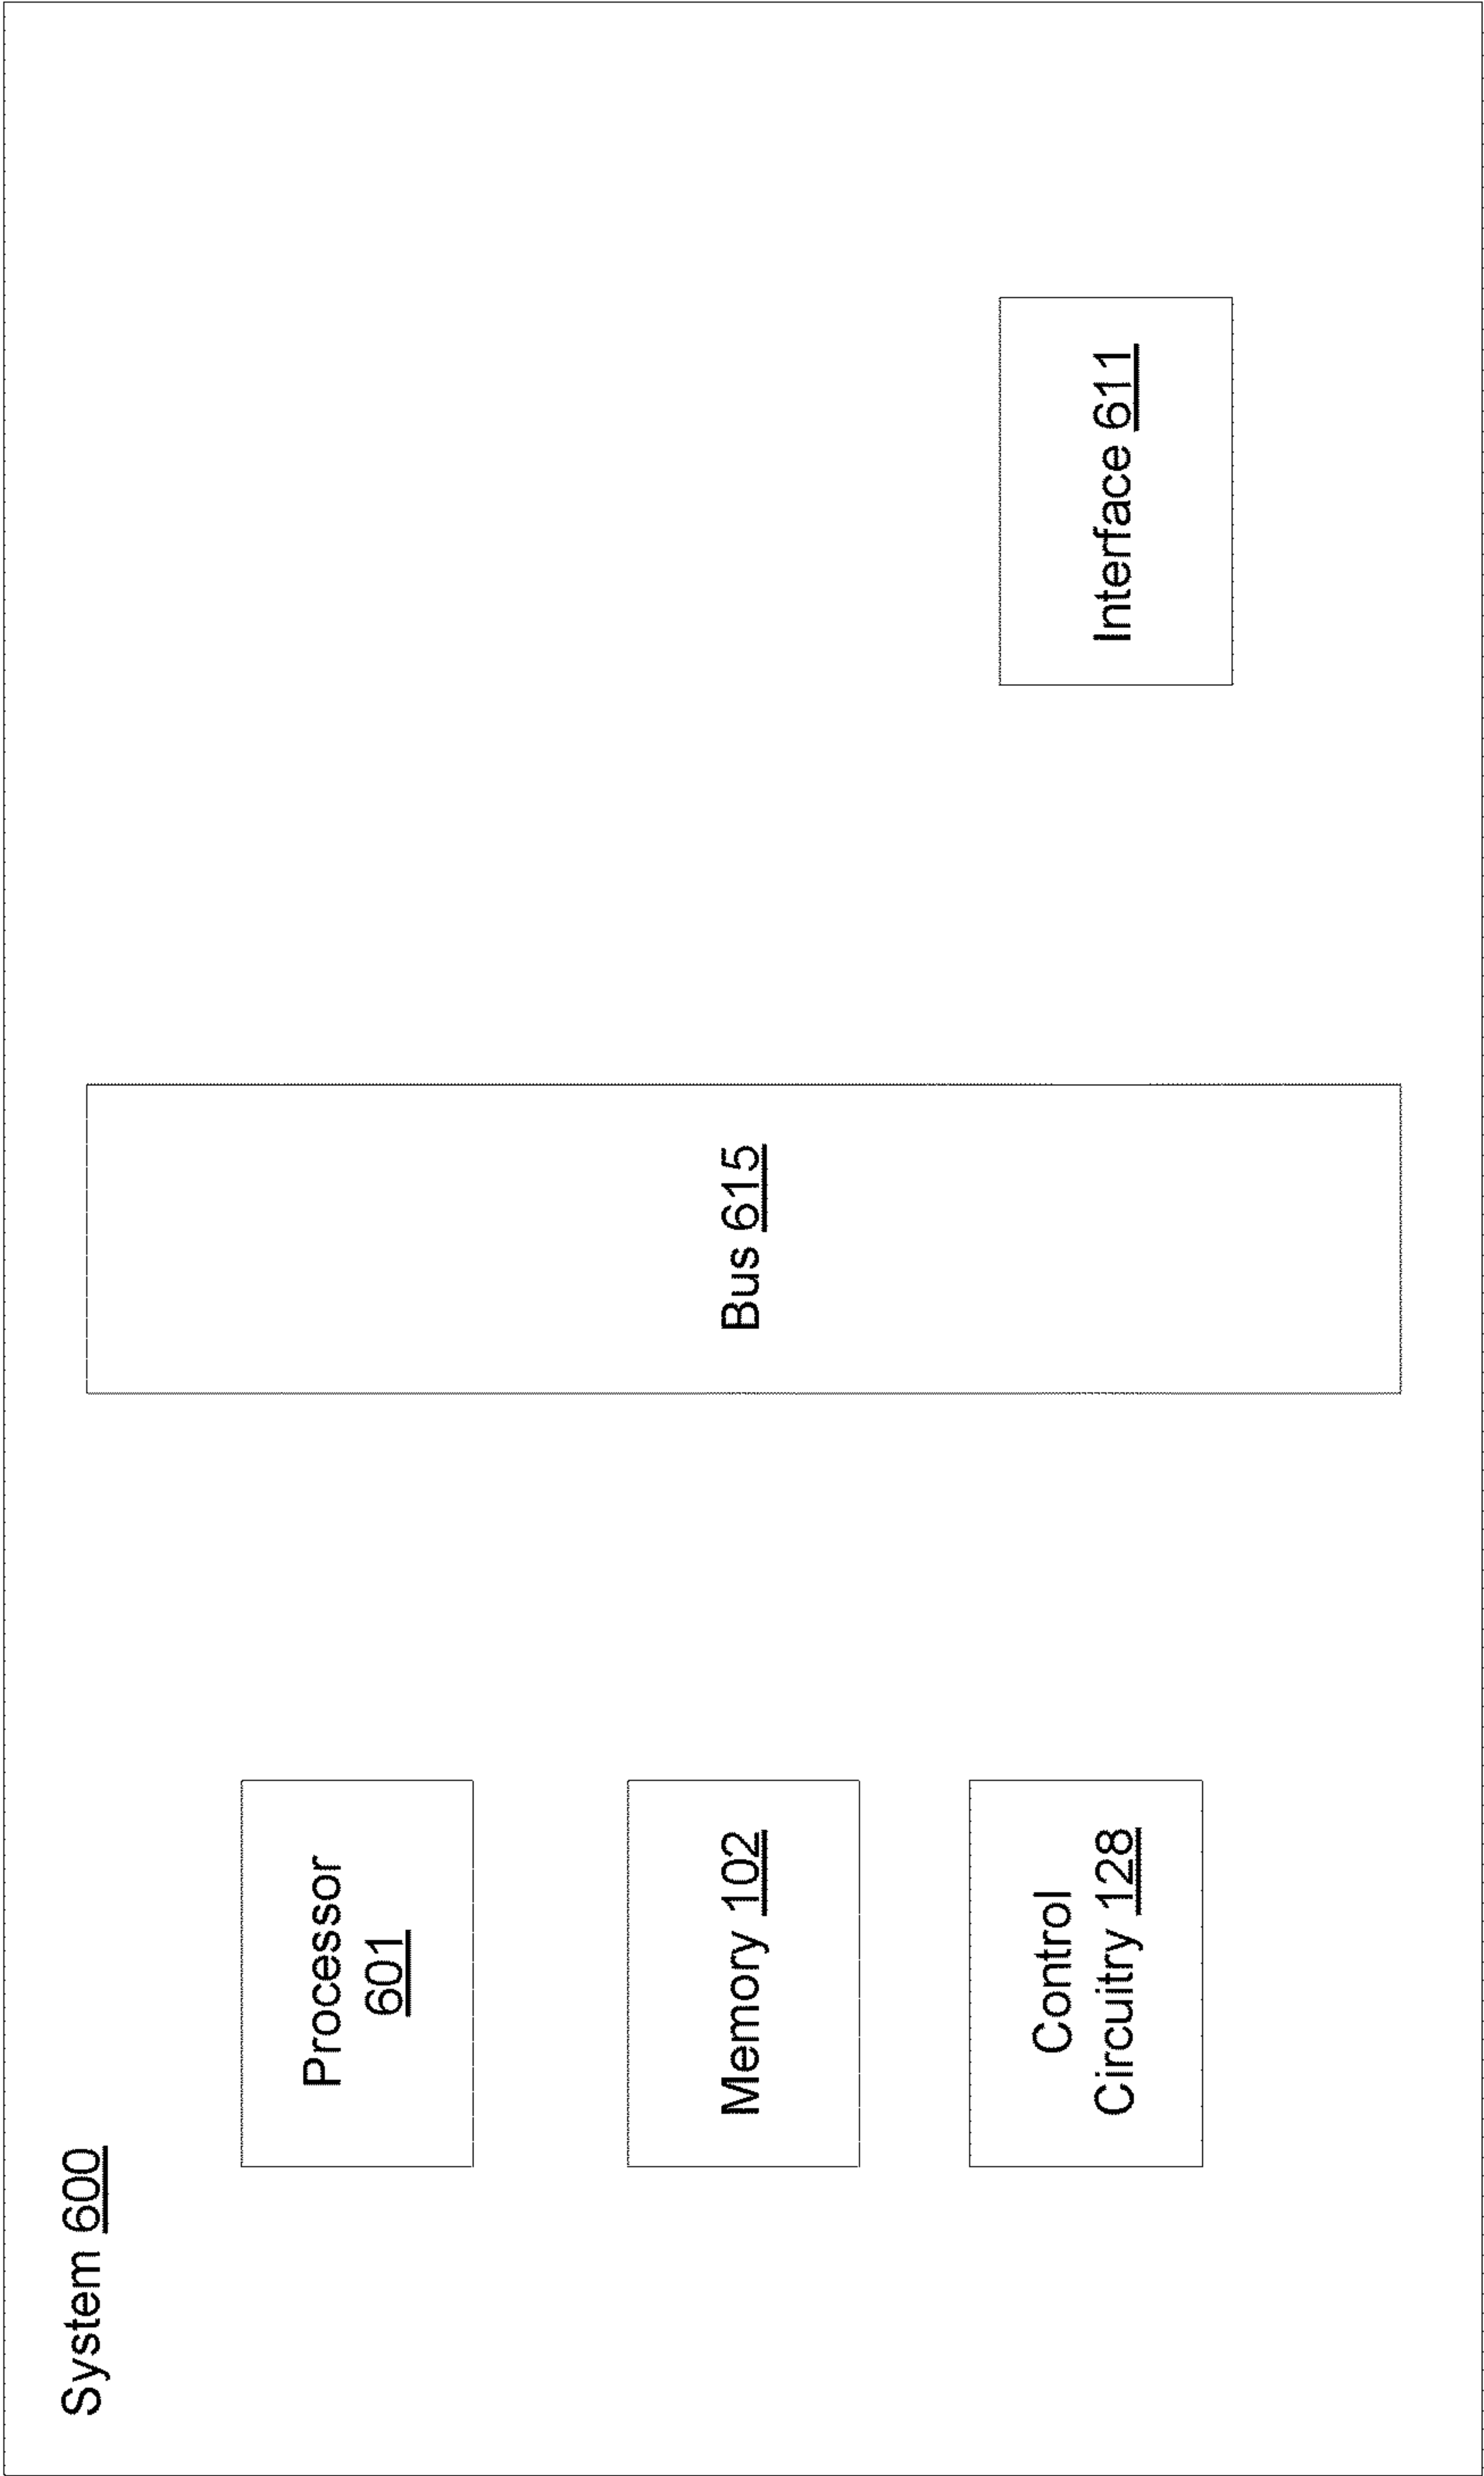 System 600
Processor
601
Memory 102
Control
Circuitry 128
Bus 615
Interface 611